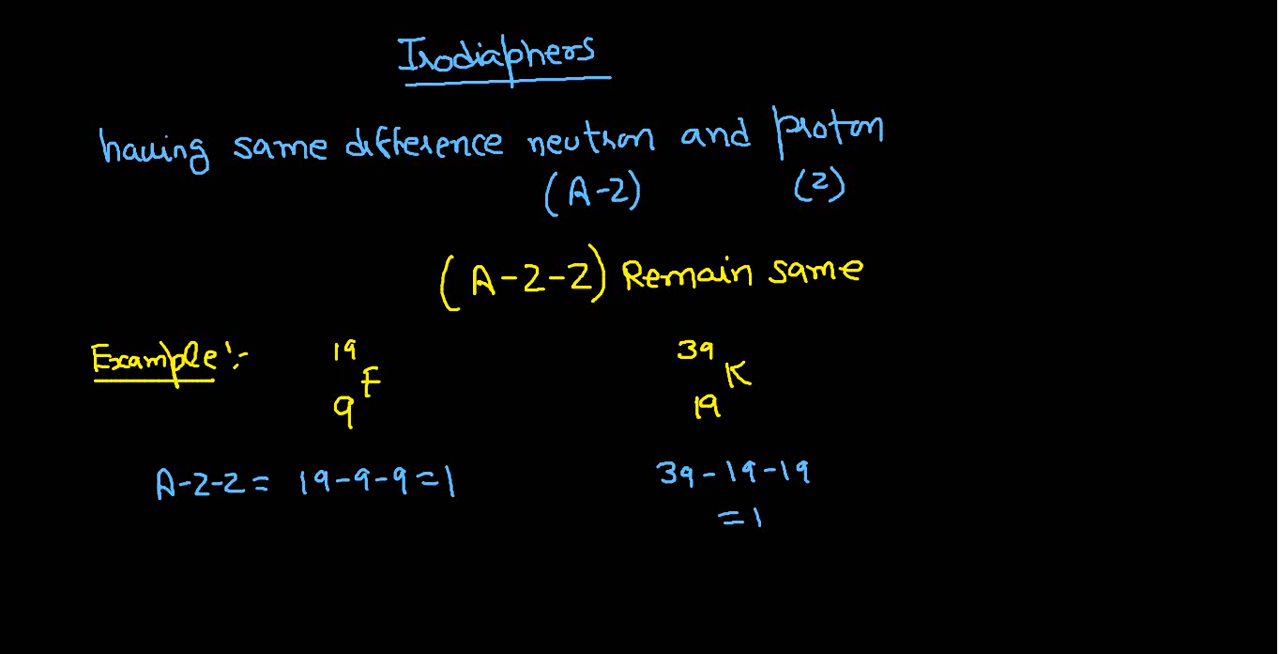 Isodiaphers
having same difference neutron and proton
(A-Z) (Z)
(A-Z-Z) Remain same
Example:- 19 39
F K
9 19
A-Z-Z = 19-9-9=1 39-19-19
=1